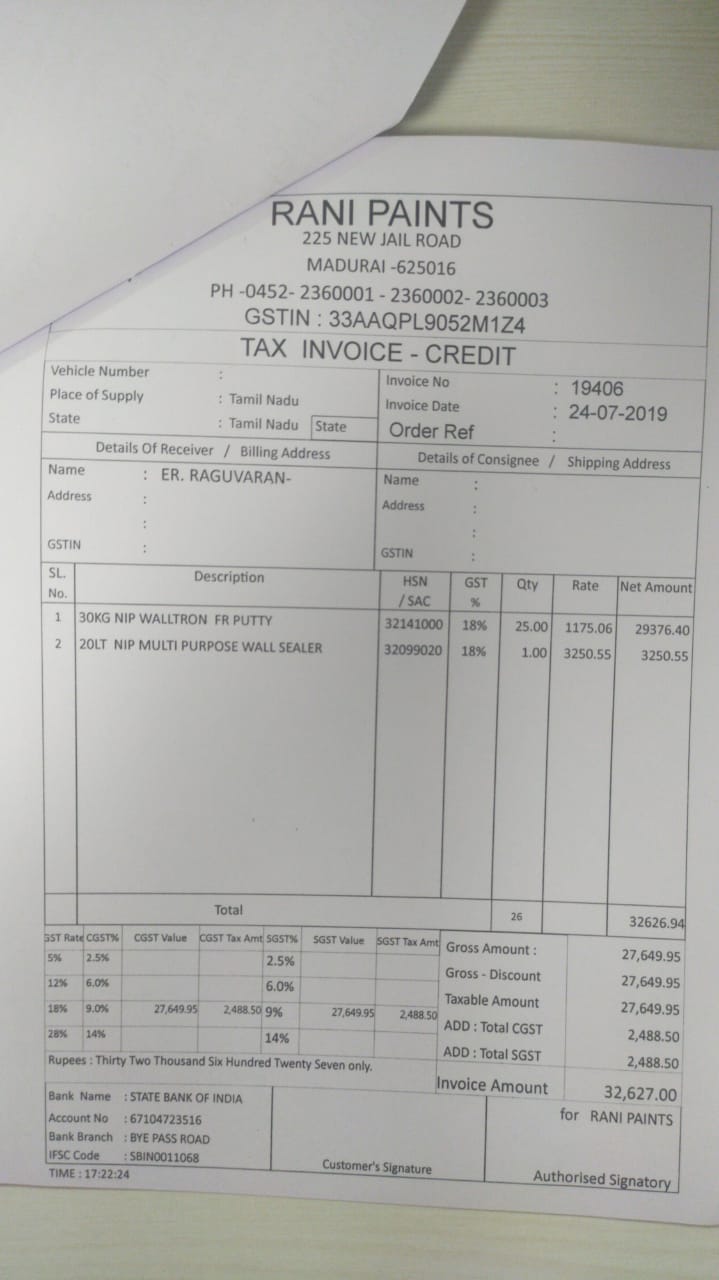 RANI PAINTS
225 NEW JAIL ROAD
MADURAI -625016
PH -0452- 2360001 - 2360002- 2360003
GSTIN : 33AAQPL9052M1Z4
TAX INVOICE - CREDIT
Vehicle Number :
Place of Supply : Tamil Nadu
State : Tamil Nadu State
Invoice No : 19406
Invoice Date : 24-07-2019
Order Ref :
Details Of Receiver / Billing Address
Name : ER. RAGUVARAN-
Address :
:
GSTIN :
Details of Consignee / Shipping Address
Name :
Address :
:
GSTIN :
SL. No. Description HSN / SAC GST % Qty Rate Net Amount
1 30KG NIP WALLTRON FR PUTTY 32141000 18% 25.00 1175.06 29376.40
2 20LT NIP MULTI PURPOSE WALL SEALER 32099020 18% 1.00 3250.55 3250.55
Total 26 32626.94
GST Rate CGST% CGST Value CGST Tax Amt SGST% SGST Value SGST Tax Amt
5% 2.5% 2.5%
12% 6.0% 6.0%
18% 9.0% 27,649.95 2,488.50 9% 27,649.95 2,488.50
28% 14% 14%
Gross Amount : 27,649.95
Gross - Discount 27,649.95
Taxable Amount 27,649.95
ADD : Total CGST 2,488.50
ADD : Total SGST 2,488.50
Rupees : Thirty Two Thousand Six Hundred Twenty Seven only.
Invoice Amount 32,627.00
Bank Name : STATE BANK OF INDIA
Account No : 67104723516
Bank Branch : BYE PASS ROAD
IFSC Code : SBIN0011068
TIME : 17:22:24
Customer's Signature
for RANI PAINTS
Authorised Signatory